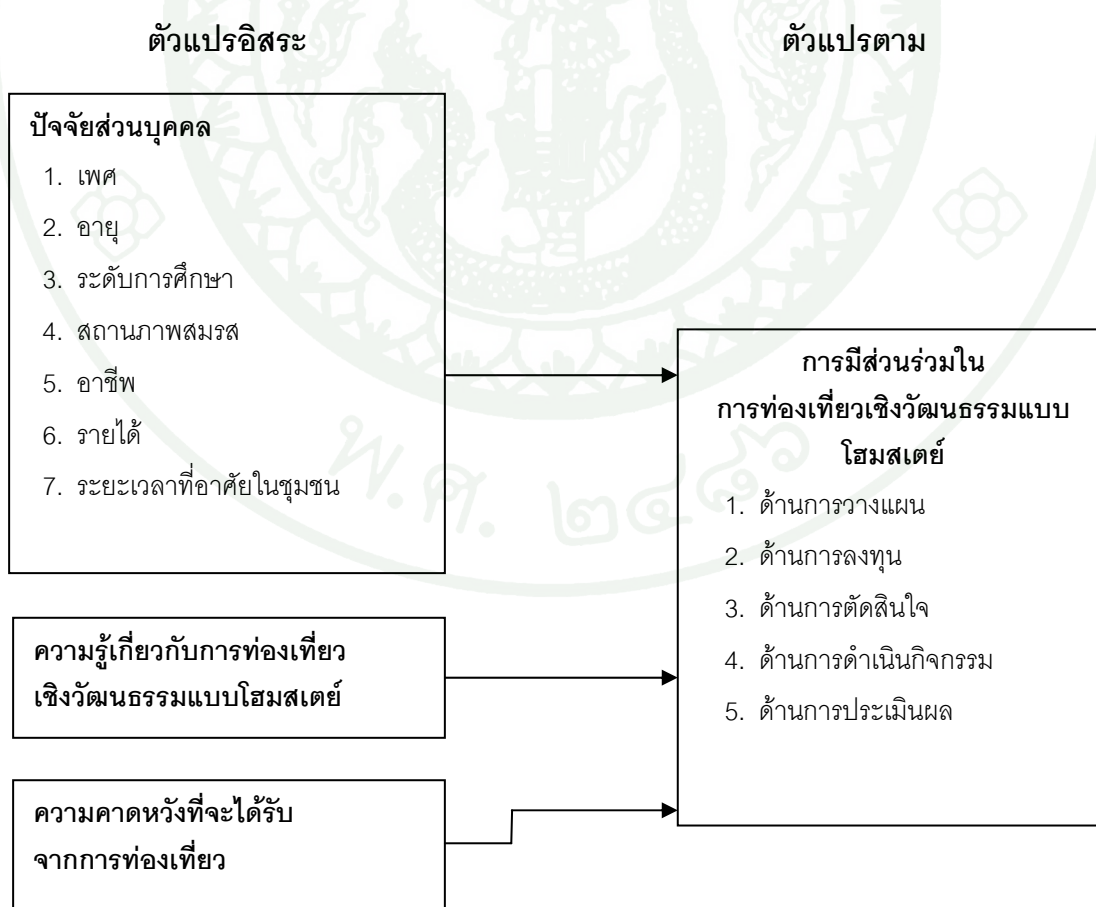 ตัวแปรอิสระ
ตัวแปรตาม
ปัจจัยส่วนบุคคล
1. เพศ
2. อายุ
3. ระดับการศึกษา
4. สถานภาพสมรส
5. อาชีพ
6. รายได้
7. ระยะเวลาที่อาศัยในชุมชน
ความรู้เกี่ยวกับการท่องเที่ยว
เชิงวัฒนธรรมแบบโฮมสเตย์
ความคาดหวังที่จะได้รับ
จากการท่องเที่ยว
การมีส่วนร่วมใน
การท่องเที่ยวเชิงวัฒนธรรมแบบ
โฮมสเตย์
1. ด้านการวางแผน
2. ด้านการลงทุน
3. ด้านการตัดสินใจ
4. ด้านการดำเนินกิจกรรม
5. ด้านการประเมินผล
พ.ศ. ๒๔๘๖